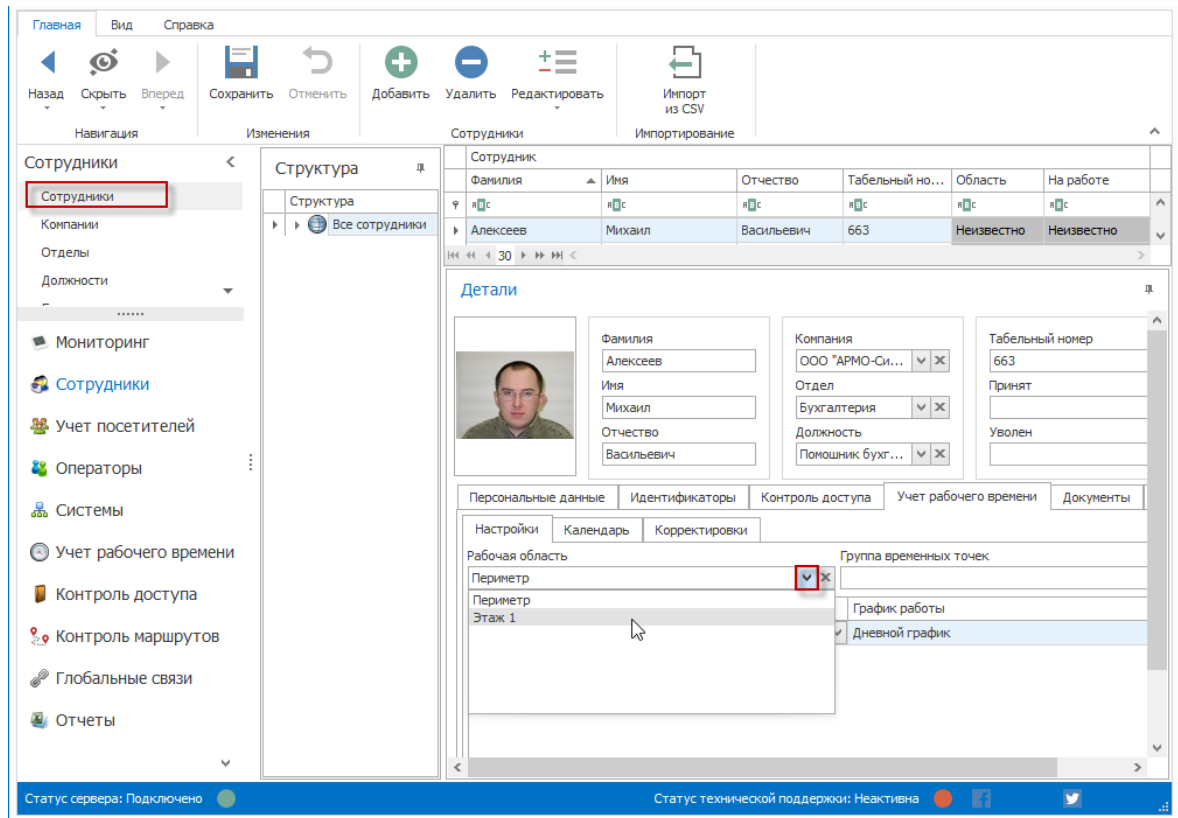 Главная Вид Справка
Назад Скрыть Вперед Сохранить Отменить Добавить Удалить Редактировать Импорт из CSV
Навигация Изменения Сотрудники Импортирование
Сотрудники
Сотрудники
Компании
Отделы
Должности
Мониторинг
Сотрудники
Учет посетителей
Операторы
Системы
Учет рабочего времени
Контроль доступа
Контроль маршрутов
Глобальные связи
Отчеты
Структура
Структура
Все сотрудники
Сотрудник
Фамилия Имя Отчество Табельный но... Область На работе
Алексеев Михаил Васильевич 663 Неизвестно Неизвестно
30
Детали
Фамилия
Алексеев
Имя
Михаил
Отчество
Васильевич
Компания
ООО "АРМО-Си...
Отдел
Бухгалтерия
Должность
Помошник бухг...
Табельный номер
663
Принят
Уволен
Персональные данные Идентификаторы Контроль доступа Учет рабочего времени Документы
Настройки Календарь Корректировки
Рабочая область Группа временных точек
Периметр
Периметр
Этаж 1
График работы
Дневной график
Статус сервера: Подключено Статус технической поддержки: Неактивна